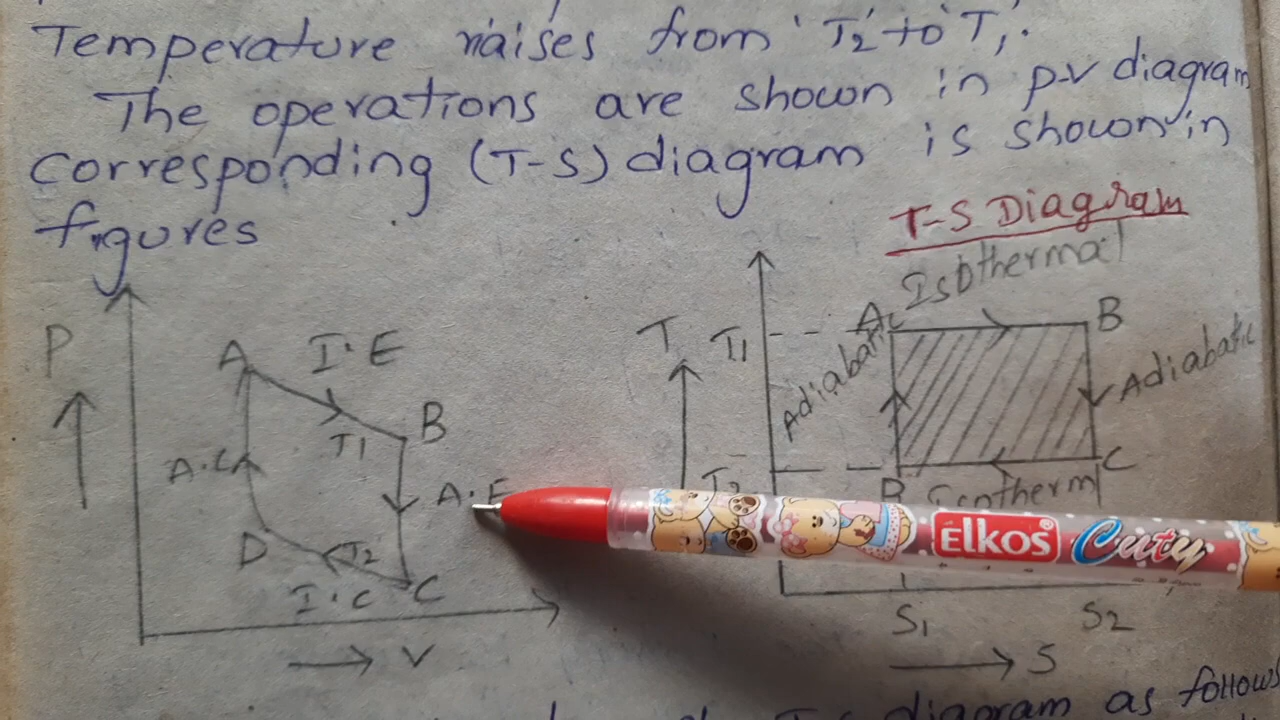 Temperature raises from 'T2' to 'T1'.
The operations are shown in p-v diagram
Corresponding (T-S) diagram is shown in
figures
T-S Diagram
Isothermal
P
A
I.E
T1
B
A.C
A.E
D
T2
I.C
C
V
T
T1
A
B
Adiabatic
Adiabatic
C
Elkos
Cuty
S1
S2
S
diagram as follows